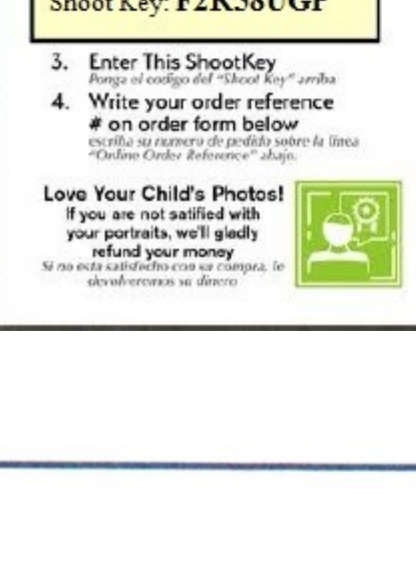 Shoot Key: F2R58UGP
3. Enter This ShootKey
Ponga el codigo del "Shoot Key" arriba
4. Write your order reference
# on order form below
escriba su numero de pedido sobre la linea
"Online Order Reference" abajo.
Love Your Child's Photos!
If you are not satified with
your portraits, we'll gladly
refund your money
Si no esta satisfecho con su compra, le
devolveremos su dinero